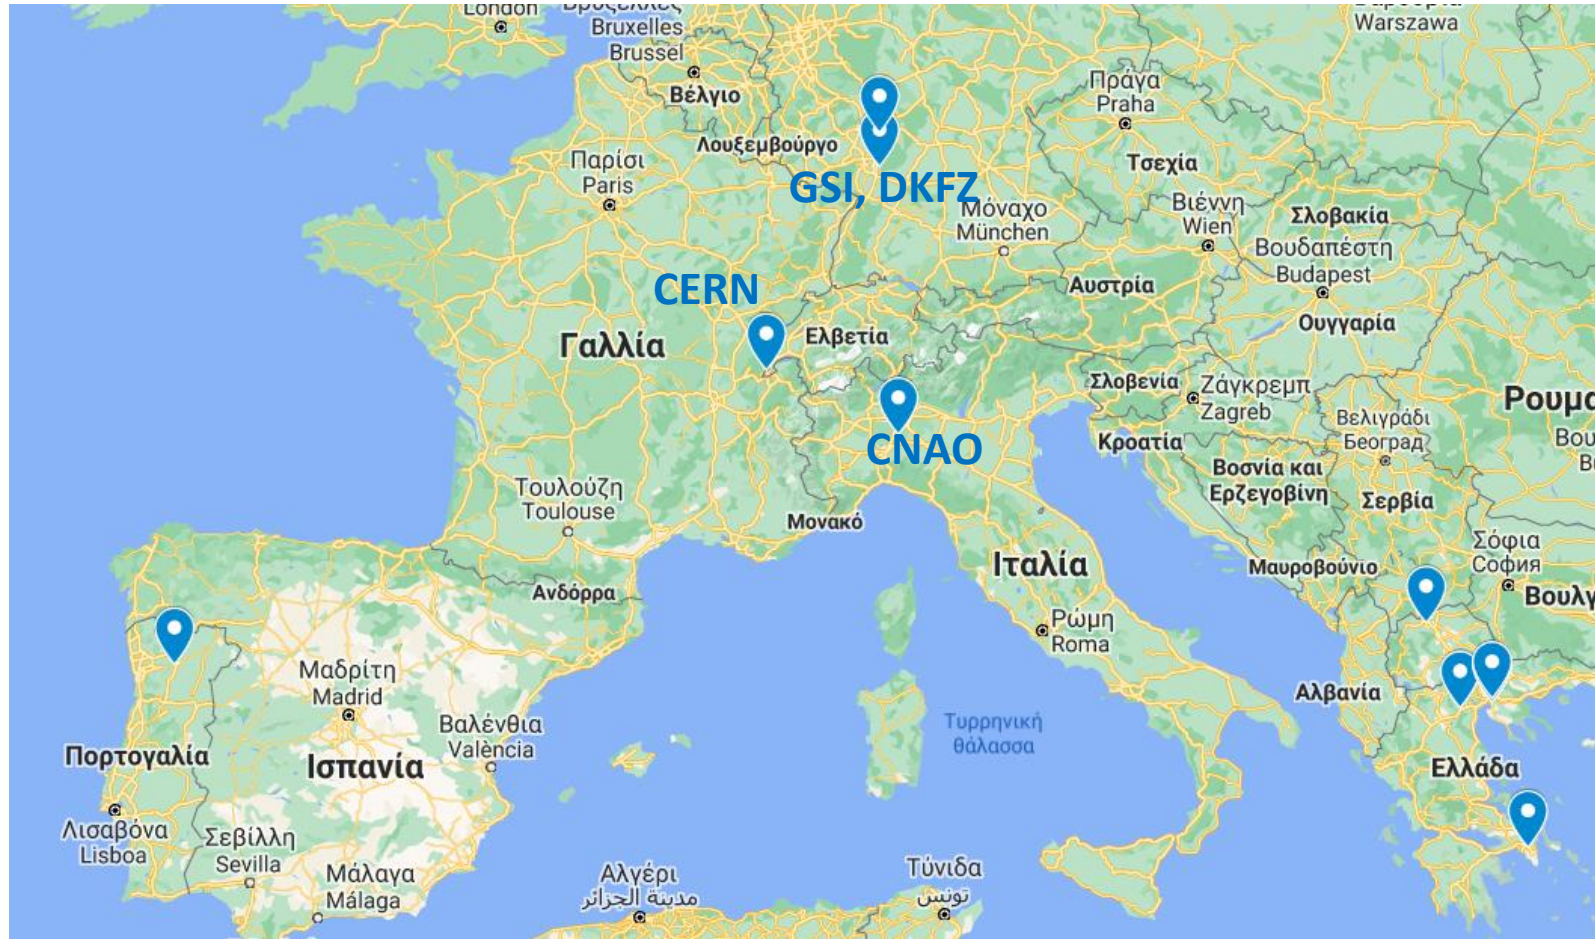 London
Βρυξέλλες
Bruxelles
Brussel
Βέλγιο
Warszawa
Πράγα
Praha
Τσεχία
Λουξεμβούργο
Παρίσι
Paris
GSI, DKFZ
Μόναχο
München
Βιέννη
Wien
Σλοβακία
Βουδαπέστη
Budapest
Αυστρία
Ουγγαρία
CERN
Γαλλία
Ελβετία
Σλοβενία
Ζάγκρεμπ
Zagreb
Βελιγράδι
Београд
Κροατία
CNAO
Βοσνία και
Ερζεγοβίνη
Σερβία
Τουλούζη
Toulouse
Μονακό
Ιταλία
Μαυροβούνιο
Σόφια
София
Ανδόρρα
Ρώμη
Roma
Μαδρίτη
Madrid
Αλβανία
Βαλένθια
València
Τυρρηνική
θάλασσα
Πορτογαλία
Ισπανία
Ελλάδα
Λισαβόνα
Lisboa
Σεβίλλη
Sevilla
Μάλαγα
Málaga
Αλγέρι
مدينة الجزائر
Τύνιδα
تونس